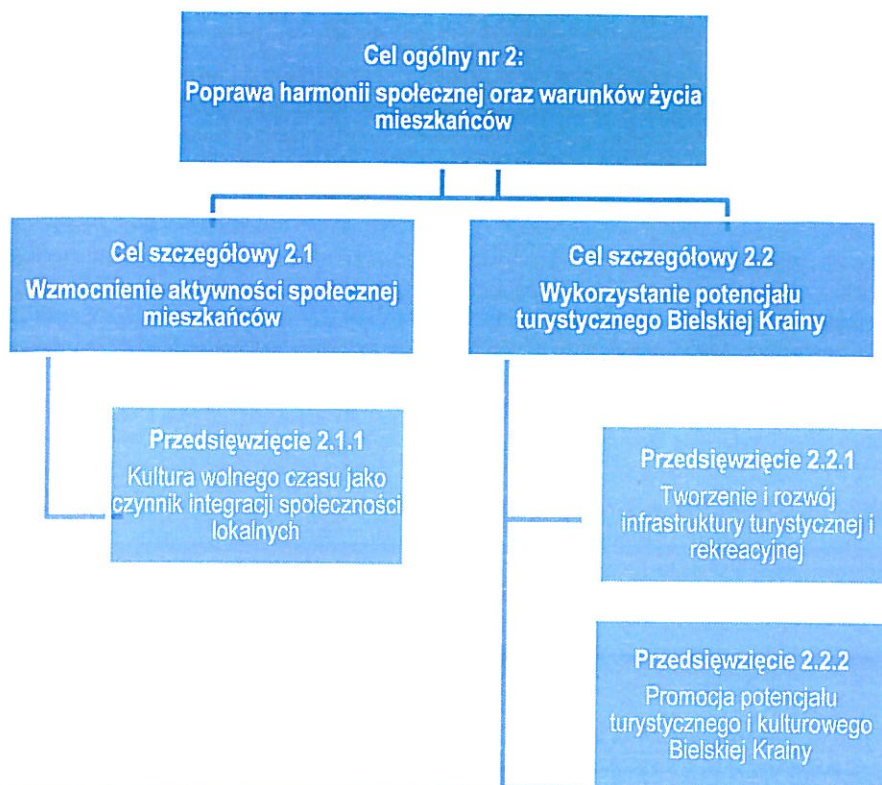 Cel ogólny nr 2:
Poprawa harmonii społecznej oraz warunków życia
mieszkańców
Cel szczegółowy 2.1
Wzmocnienie aktywności społecznej
mieszkańców
Cel szczegółowy 2.2
Wykorzystanie potencjału
turystycznego Bielskiej Krainy
Przedsięwzięcie 2.1.1
Kultura wolnego czasu jako
czynnik integracji społeczności
lokalnych
Przedsięwzięcie 2.2.1
Tworzenie i rozwój
infrastruktury turystycznej i
rekreacyjnej
Przedsięwzięcie 2.2.2
Promocja potencjału
turystycznego i kulturowego
Bielskiej Krainy